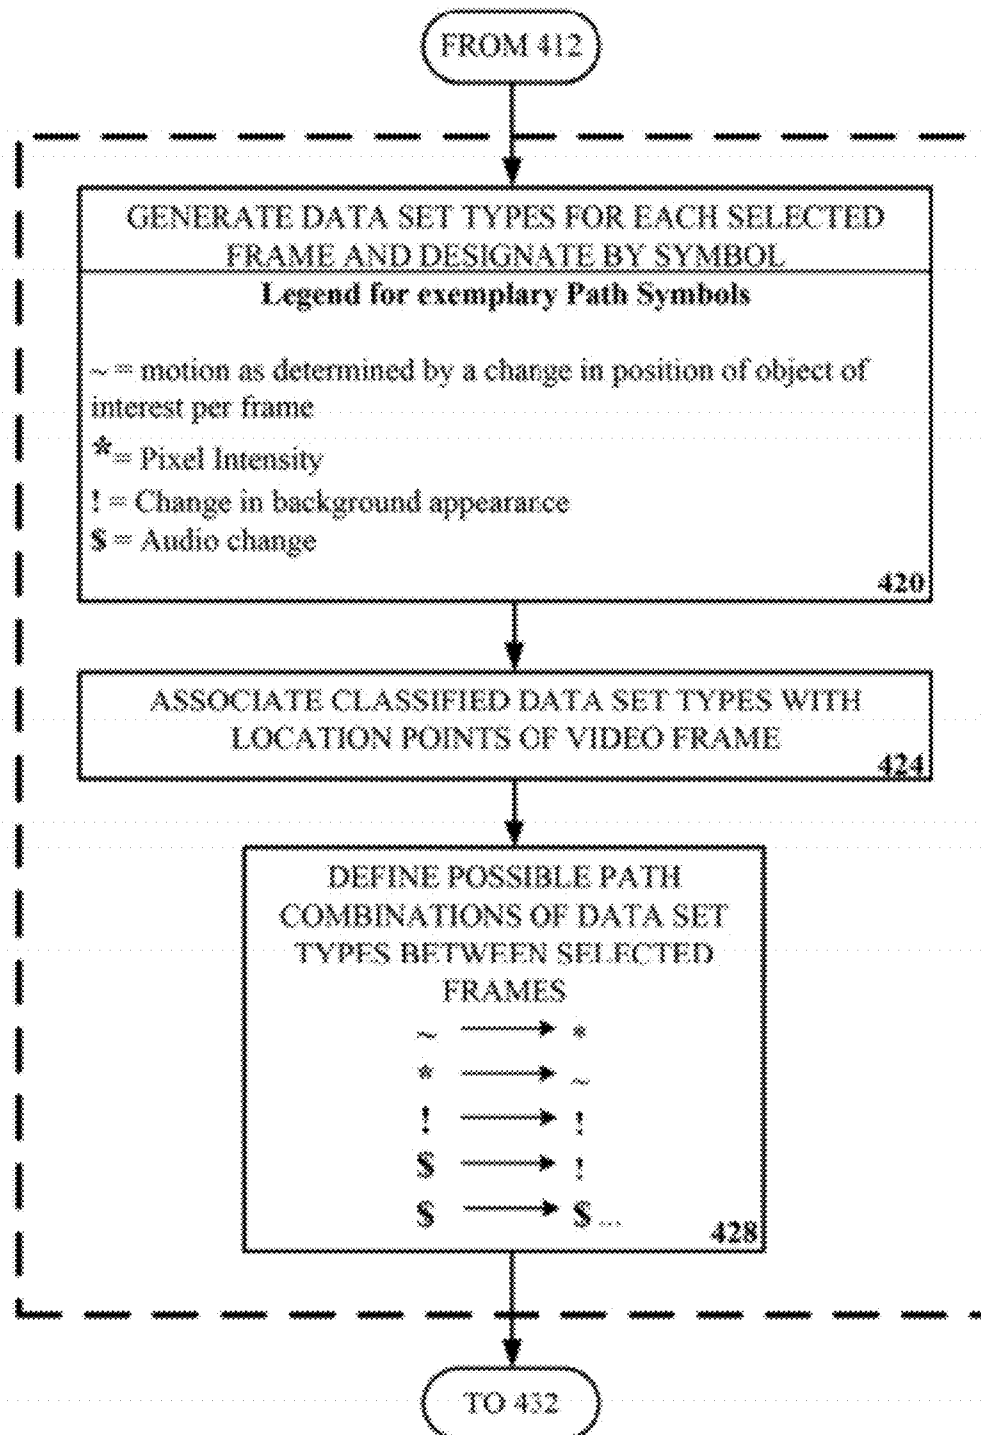 FROM 412
GENERATE DATA SET TYPES FOR EACH SELECTED
FRAME AND DESIGNATE BY SYMBOL
Legend for exemplary Path Symbols
~ = motion as determined by a change in position of object of
interest per frame
*= Pixel Intensity
! = Change in background appearance
$ = Audio change
420
ASSOCIATE CLASSIFIED DATA SET TYPES WITH
LOCATION POINTS OF VIDEO FRAME
424
DEFINE POSSIBLE PATH
COMBINATIONS OF DATA SET
TYPES BETWEEN SELECTED
FRAMES
~ → *
* → ~
! → !
$ → !
$ → $ ...
428
TO 432